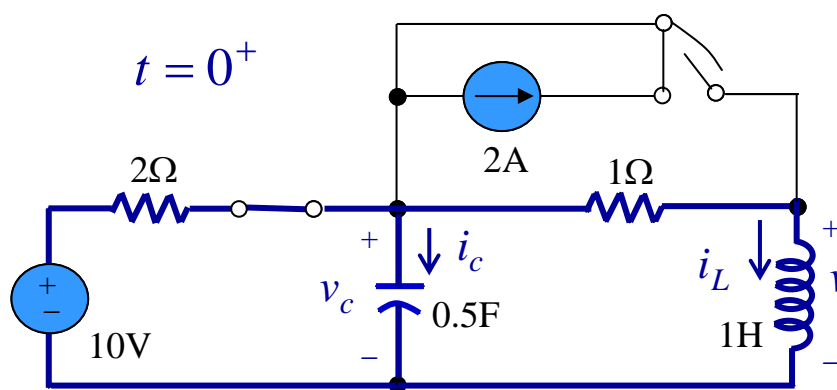 t = 0⁺
2A
2Ω
1Ω
+
i_c
i_L
+
v
+
−
v_c
0.5F
10V
1H
−
−